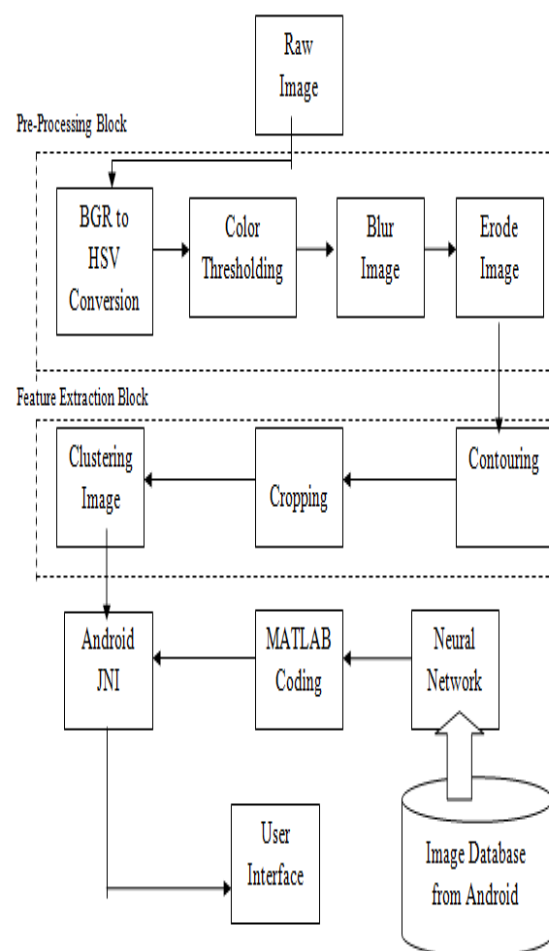 Raw
Image
Pre-Processing Block
BGR to
HSV
Conversion
Color
Thresholding
Blur
Image
Erode
Image
Feature Extraction Block
Clustering
Image
Cropping
Contouring
Android
JNI
MATLAB
Coding
Neural
Network
User
Interface
Image Database
from Android